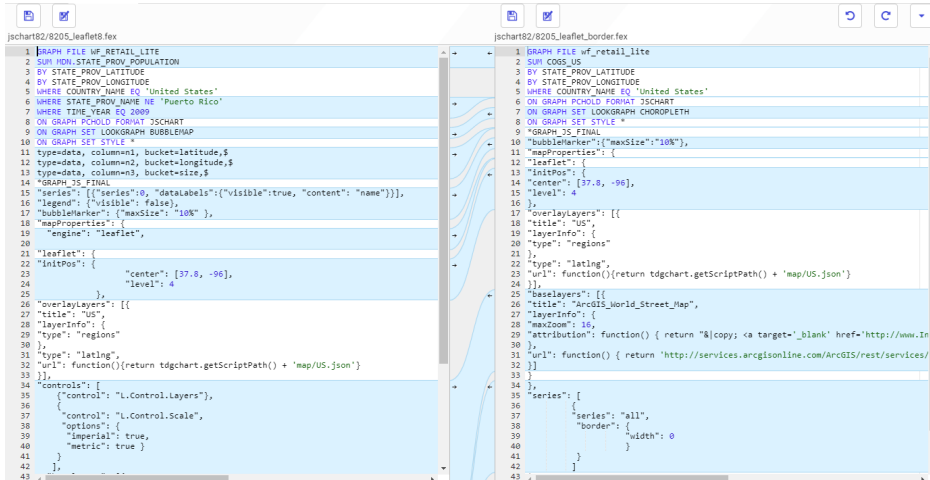 jschart82/8205_leaflet8.fex
1 GRAPH FILE WF_RETAIL_LITE
2 SUM MDN.STATE_PROV_POPULATION
3 BY STATE_PROV_LATITUDE
4 BY STATE_PROV_LONGITUDE
5 WHERE COUNTRY_NAME EQ 'United States'
6 WHERE STATE_PROV_NAME NE 'Puerto Rico'
7 WHERE TIME_YEAR EQ 2009
8 ON GRAPH PCHOLD FORMAT JSCHART
9 ON GRAPH SET LOOKGRAPH BUBBLEMAP
10 ON GRAPH SET STYLE *
11 type=data, column=n1, bucket=latitude,$
12 type=data, column=n2, bucket=longitude,$
13 type=data, column=n3, bucket=size,$
14 *GRAPH_JS_FINAL
15 "series": [{"series":0, "dataLabels":{"visible":true, "content": "name"}}],
16 "legend": {"visible": false},
17 "bubbleMarker": {"maxSize": "10%" },
18 "mapProperties": {
19 "engine": "leaflet",
20
21 "leaflet": {
22 "initPos": {
23 "center": [37.8, -96],
24 "level": 4
25 },
26 "overlayLayers": [{
27 "title": "US",
28 "layerInfo": {
29 "type": "regions"
30 },
31 "type": "latlng",
32 "url": function(){return tdgchart.getScriptPath() + 'map/US.json'}
33 }],
34 "controls": [
35 {"control": "L.Control.Layers"},
36 {
37 "control": "L.Control.Scale",
38 "options": {
39 "imperial": true,
40 "metric": true }
41 }
42 ],
43
jschart82/8205_leaflet_border.fex
1 GRAPH FILE wf_retail_lite
2 SUM COGS_US
3 BY STATE_PROV_LATITUDE
4 BY STATE_PROV_LONGITUDE
5 WHERE COUNTRY_NAME EQ 'United States'
6 ON GRAPH PCHOLD FORMAT JSCHART
7 ON GRAPH SET LOOKGRAPH CHOROPLETH
8 ON GRAPH SET STYLE *
9 *GRAPH_JS_FINAL
10 "bubbleMarker":{"maxSize":"10%"},
11 "mapProperties": {
12 "leaflet": {
13 "initPos": {
14 "center": [37.8, -96],
15 "level": 4
16 },
17 "overlayLayers": [{
18 "title": "US",
19 "layerInfo": {
20 "type": "regions"
21 },
22 "type": "latlng",
23 "url": function(){return tdgchart.getScriptPath() + 'map/US.json'}
24 }],
25 "baselayers": [{
26 "title": "ArcGIS_World_Street_Map",
27 "layerInfo": {
28 "maxZoom": 16,
29 "attribution": function() { return "&|copy; <a target='_blank' href='http://www.In
30 },
31 "url": function() { return 'http://services.arcgisonline.com/ArcGIS/rest/services/
32 }]
33 }
34 },
35 "series": [
36 {
37 "series": "all",
38 "border": {
39 "width": 0
40 }
41 }
42 ]
43